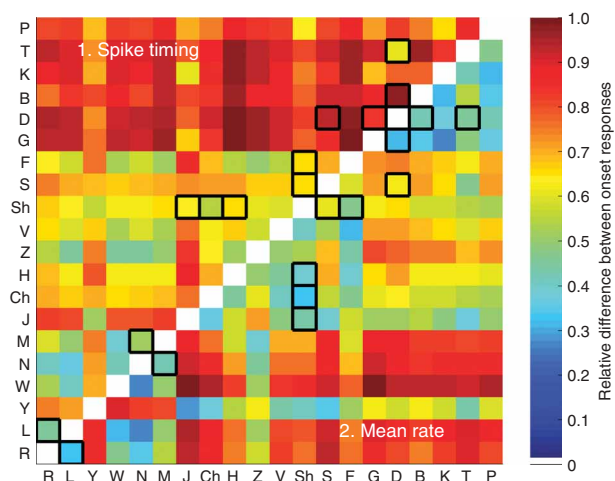 P
T
K
B
D
G
F
S
Sh
V
Z
H
Ch
J
M
N
W
Y
L
R
1. Spike timing
2. Mean rate
R L Y W N M J Ch H Z V Sh S F G D B K T P
1.0
0.9
0.8
0.7
0.6
0.5
0.4
0.3
0.2
0.1
0
Relative difference between onset responses